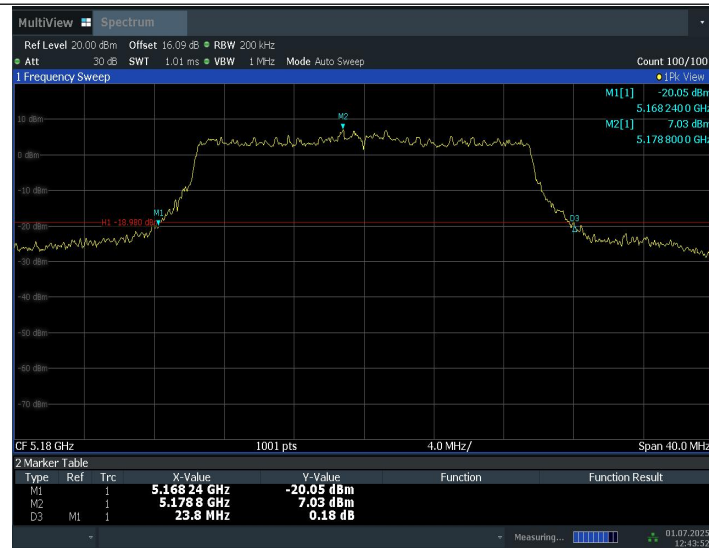 MultiView Spectrum
Ref Level 20.00 dBm Offset 16.09 dB RBW 200 kHz
Att 30 dB SWT 1.01 ms VBW 1 MHz Mode Auto Sweep Count 100/100
1 Frequency Sweep 1Pk View
M1[1] -20.05 dBm
5.168 240 0 GHz
M2[1] 7.03 dBm
5.178 800 0 GHz
M2
10 dBm
0 dBm
-10 dBm
M1
D3
H1 -18.980 dBm
-20 dBm
-30 dBm
-40 dBm
-50 dBm
-60 dBm
-70 dBm
CF 5.18 GHz 1001 pts 4.0 MHz/ Span 40.0 MHz
2 Marker Table
Type Ref Trc X-Value Y-Value Function Function Result
M1 1 5.168 24 GHz -20.05 dBm
M2 1 5.178 8 GHz 7.03 dBm
D3 M1 1 23.8 MHz 0.18 dB
Measuring... 01.07.2025
12:43:52